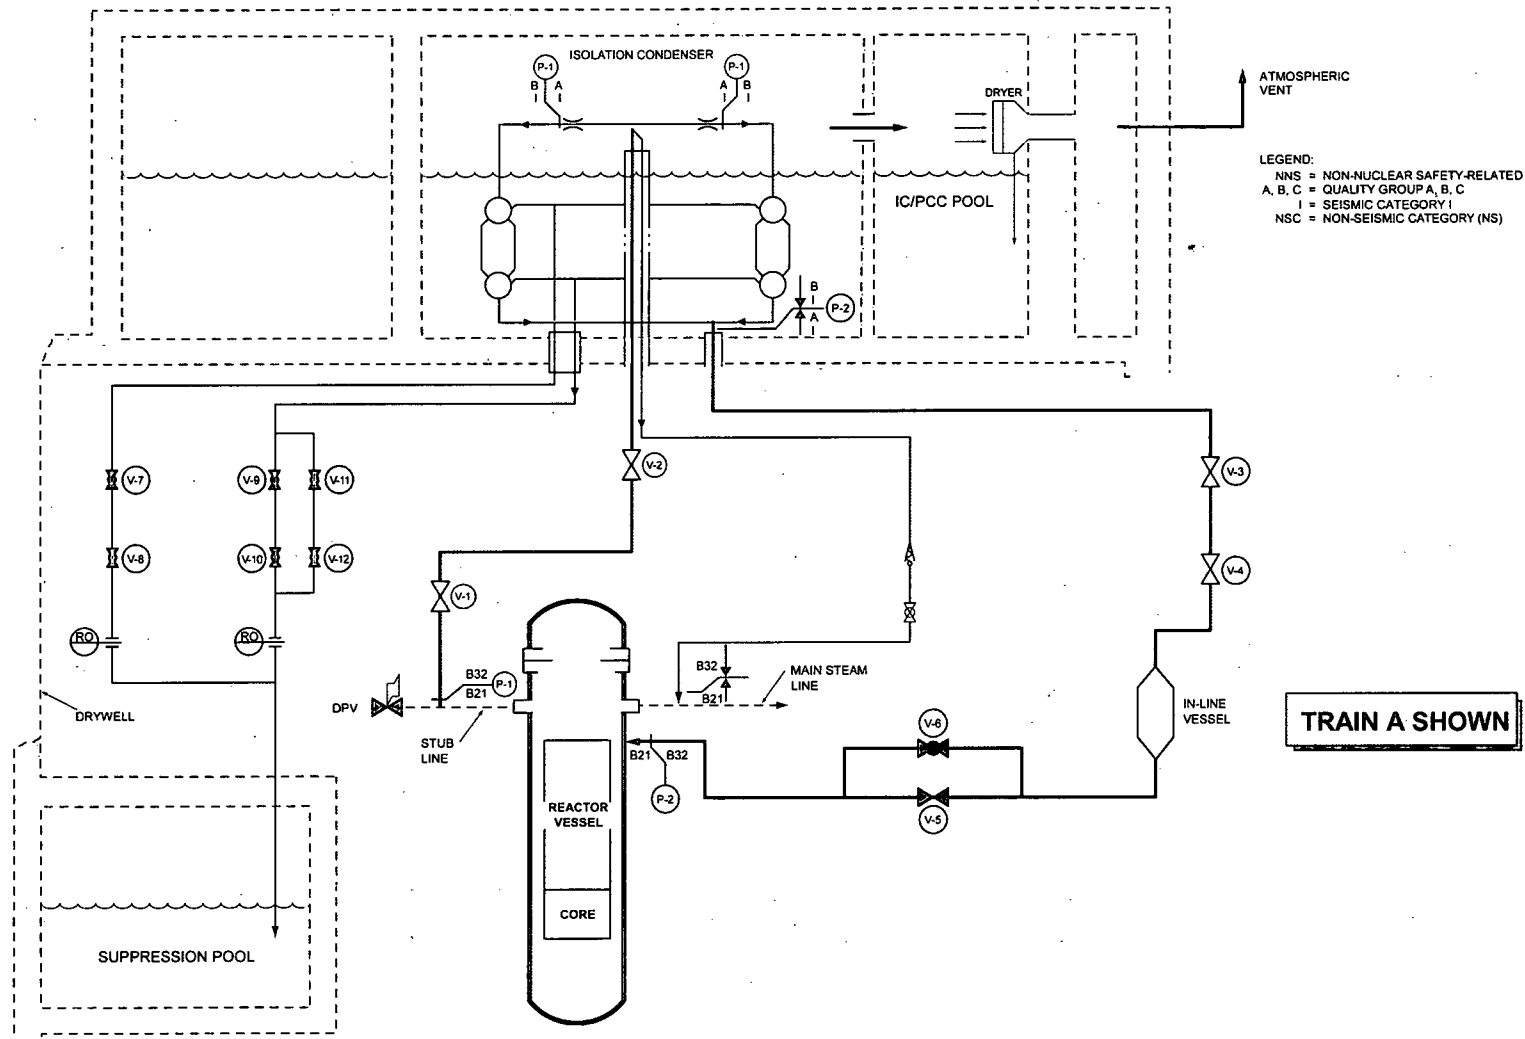 ISOLATION CONDENSER
P-1
P-1
B
A
A
B
I
I
I
I
DRYER
ATMOSPHERIC
VENT
LEGEND:
NNS = NON-NUCLEAR SAFETY-RELATED
A, B, C = QUALITY GROUP A, B, C
I = SEISMIC CATEGORY I
NSC = NON-SEISMIC CATEGORY (NS)
IC/PCC POOL
B
I
P-2
I
A
V-7
V-9
V-11
V-2
V-3
V-8
V-10
V-12
V-1
V-4
RO
RO
B32
P-1
B21
B32
B21
MAIN STEAM
LINE
DPV
DRYWELL
STUB
LINE
IN-LINE
VESSEL
TRAIN A SHOWN
V-6
B21
B32
P-2
V-5
REACTOR
VESSEL
CORE
SUPPRESSION POOL